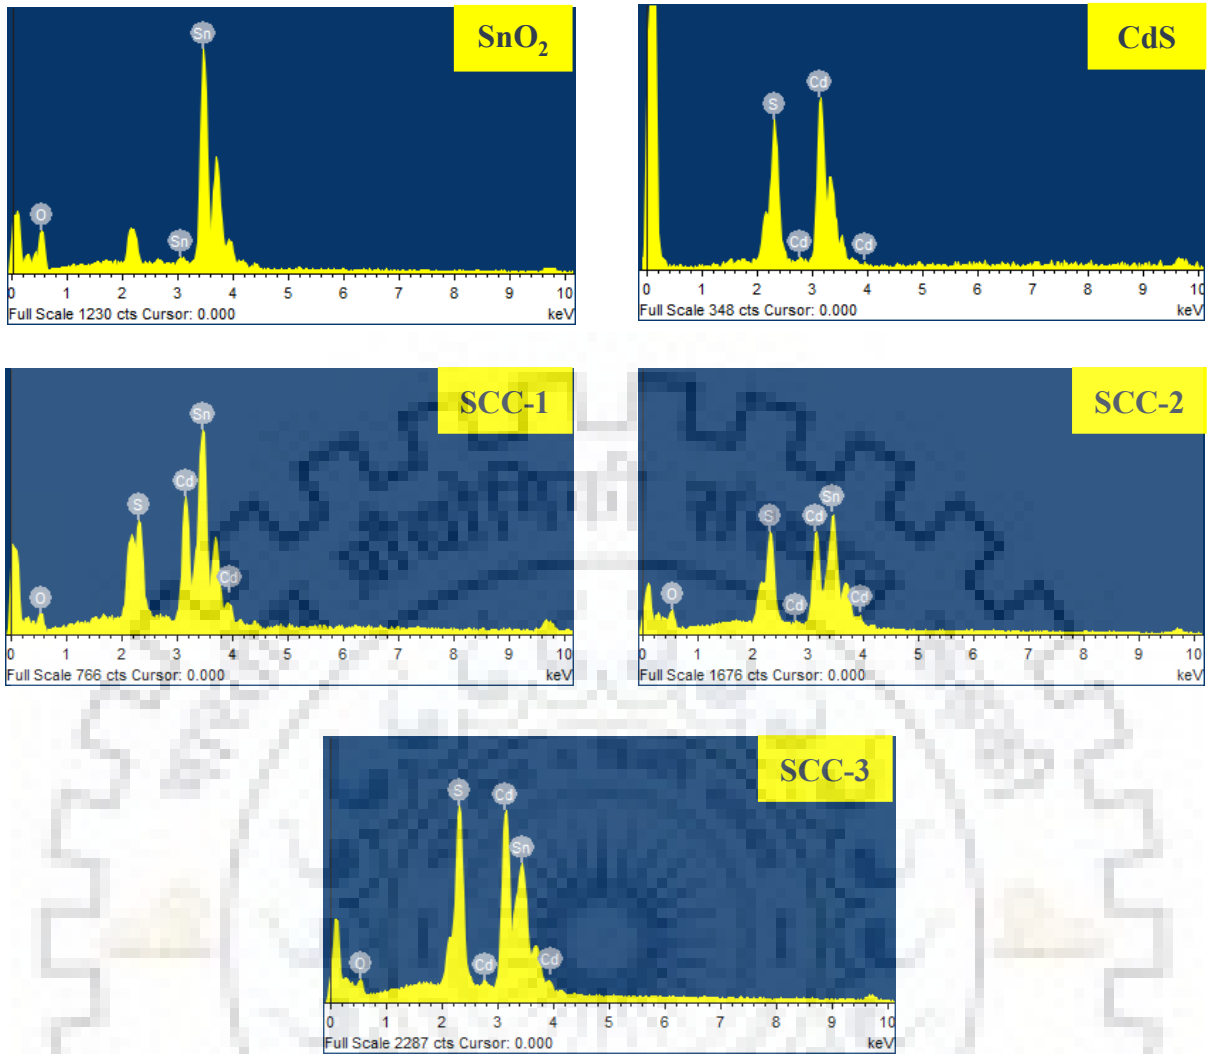 SnO₂
Sn
O
Sn
0 1 2 3 4 5 6 7 8 9 10
Full Scale 1230 cts Cursor: 0.000 keV
CdS
Cd
S
Cd
Cd
0 1 2 3 4 5 6 7 8 9 10
Full Scale 348 cts Cursor: 0.000 keV
SCC-1
Sn
Cd
S
Cd
O
0 1 2 3 4 5 6 7 8 9 10
Full Scale 766 cts Cursor: 0.000 keV
SCC-2
Sn
S
Cd
Cd
Cd
O
0 1 2 3 4 5 6 7 8 9 10
Full Scale 1676 cts Cursor: 0.000 keV
SCC-3
S
Cd
Sn
O
Cd
Cd
0 1 2 3 4 5 6 7 8 9 10
Full Scale 2287 cts Cursor: 0.000 keV